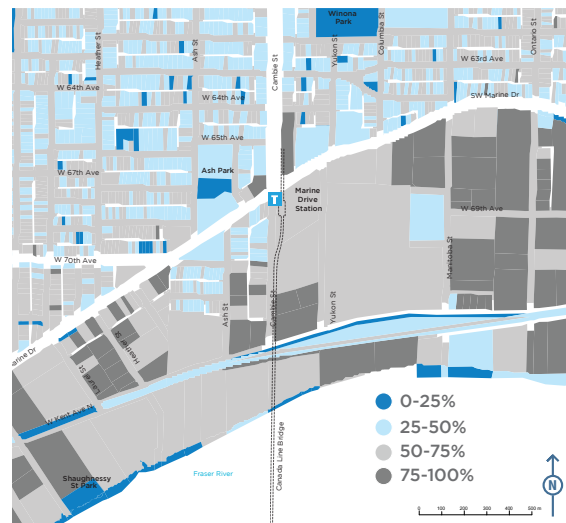 Winona
Park
Heather St
Ash St
Cambie St
Yukon St
Columbia St
Ontario St
W 63rd Ave
W 64th Ave
W 64th Ave
SW Marine Dr
W 65th Ave
W 67th Ave
Ash Park
T
Marine
Drive
Station
W 69th Ave
W 70th Ave
Manitoba St
Ash St
Cambie St
Yukon St
Heather St
Laurel St
arine Dr
W Kent Ave N
Canada Line Bridge
Shaughnessy
St Park
Fraser River
0-25%
25-50%
50-75%
75-100%
N
0 100 200 300 400 500 m